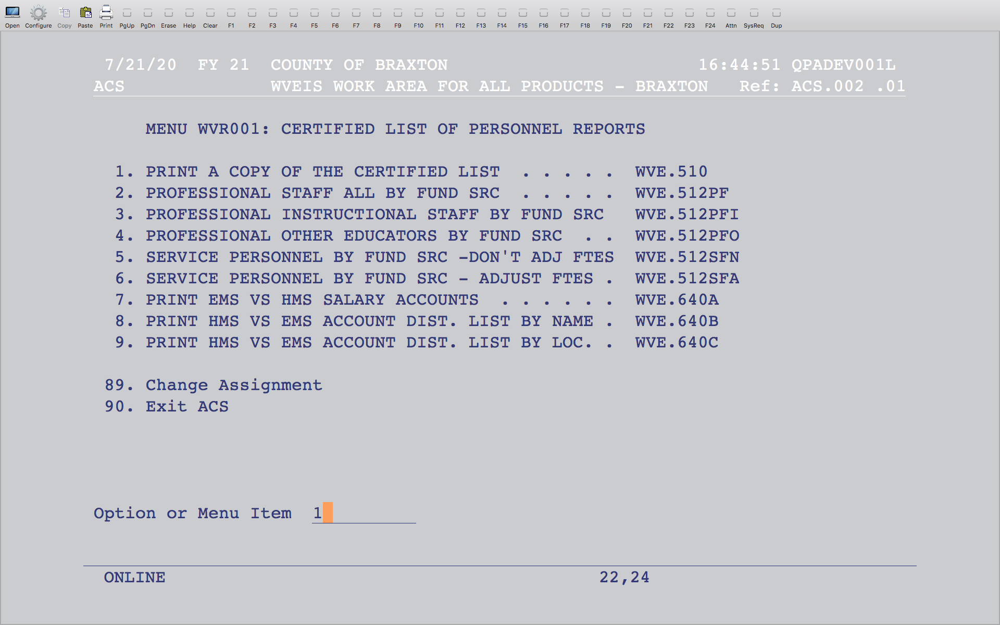 Open Configure Copy Paste Print PgUp PgDn Erase Help Clear F1 F2 F3 F4 F5 F6 F7 F8 F9 F10 F11 F12 F13 F14 F15 F16 F17 F18 F19 F20 F21 F22 F23 F24 Attn SysReq Dup
7/21/20 FY 21 COUNTY OF BRAXTON 16:44:51 QPADEV001L
ACS WVEIS WORK AREA FOR ALL PRODUCTS - BRAXTON Ref: ACS.002 .01
MENU WVR001: CERTIFIED LIST OF PERSONNEL REPORTS
1. PRINT A COPY OF THE CERTIFIED LIST . . . . . WVE.510
2. PROFESSIONAL STAFF ALL BY FUND SRC . . . . . WVE.512PF
3. PROFESSIONAL INSTRUCTIONAL STAFF BY FUND SRC WVE.512PFI
4. PROFESSIONAL OTHER EDUCATORS BY FUND SRC . . WVE.512PFO
5. SERVICE PERSONNEL BY FUND SRC -DON'T ADJ FTES WVE.512SFN
6. SERVICE PERSONNEL BY FUND SRC - ADJUST FTES . WVE.512SFA
7. PRINT EMS VS HMS SALARY ACCOUNTS . . . . . . WVE.640A
8. PRINT HMS VS EMS ACCOUNT DIST. LIST BY NAME . WVE.640B
9. PRINT HMS VS EMS ACCOUNT DIST. LIST BY LOC. . WVE.640C
89. Change Assignment
90. Exit ACS
Option or Menu Item 1
ONLINE 22,24